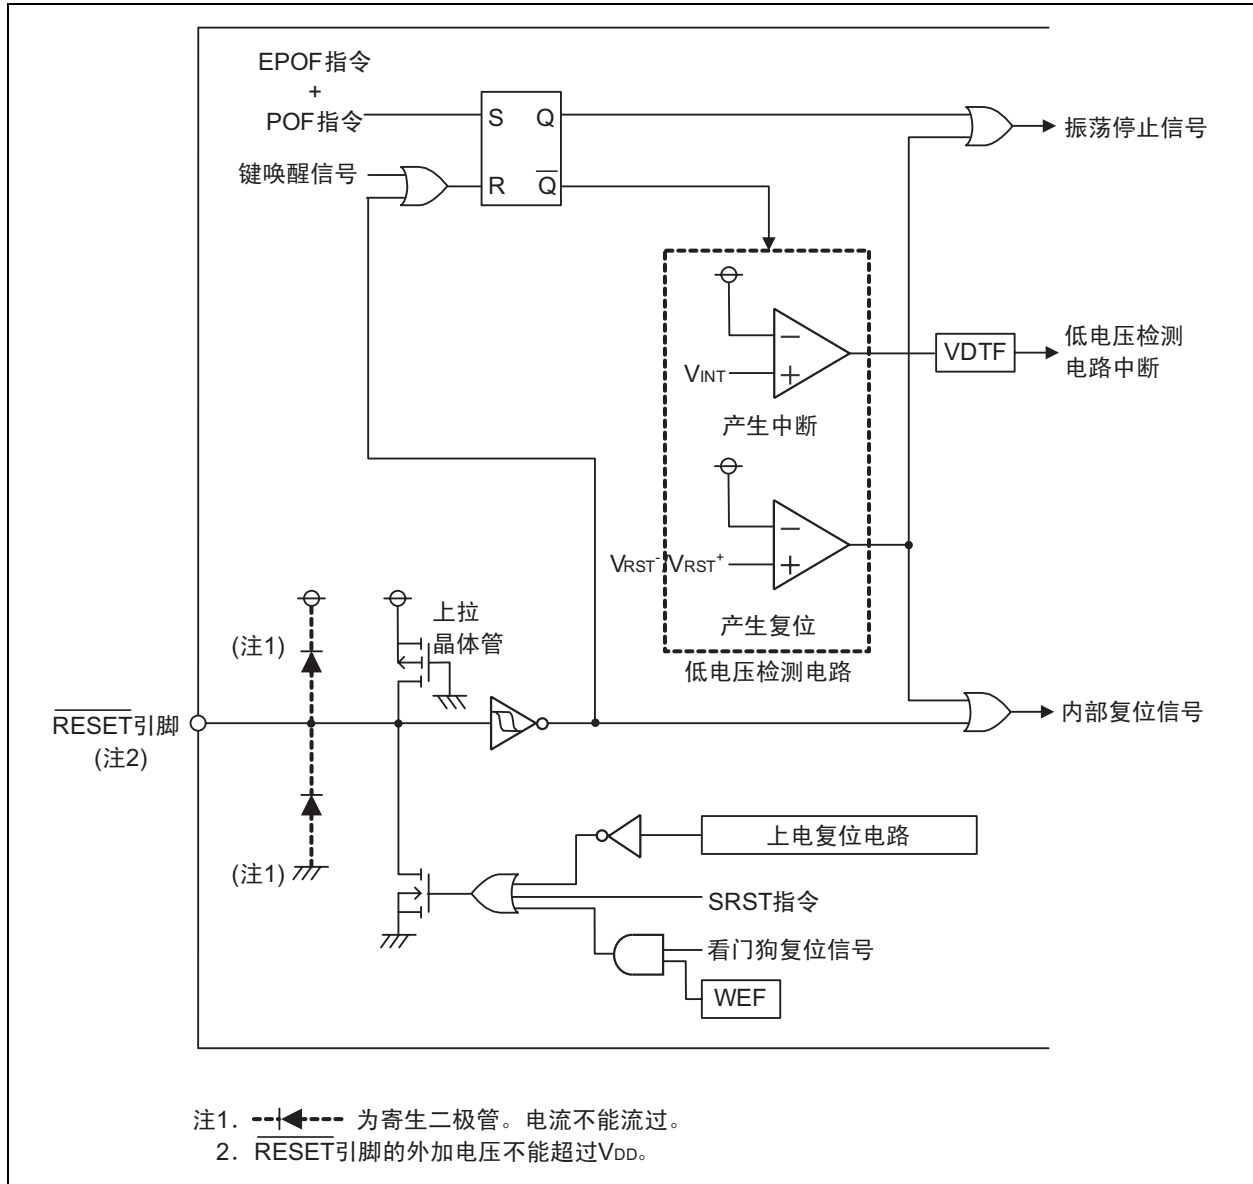 EPOF指令
+
POF指令
S Q
键唤醒信号
R Q
振荡停止信号
VINT
−
+
产生中断
VDTF
低电压检测
电路中断
VRST-/VRST+
−
+
产生复位
低电压检测电路
上拉
晶体管
(注1)
RESET引脚
(注2)
内部复位信号
(注1)
上电复位电路
SRST指令
看门狗复位信号
WEF
注1. 为寄生二极管。电流不能流过。
2. RESET引脚的外加电压不能超过VDD。